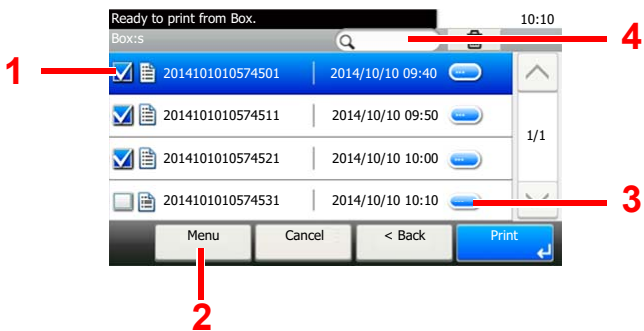 Ready to print from Box.
10:10
Box:s
4
1
2014101010574501
2014/10/10 09:40
2014101010574511
2014/10/10 09:50
1/1
2014101010574521
2014/10/10 10:00
2014101010574531
2014/10/10 10:10
3
Menu
Cancel
< Back
Print
2